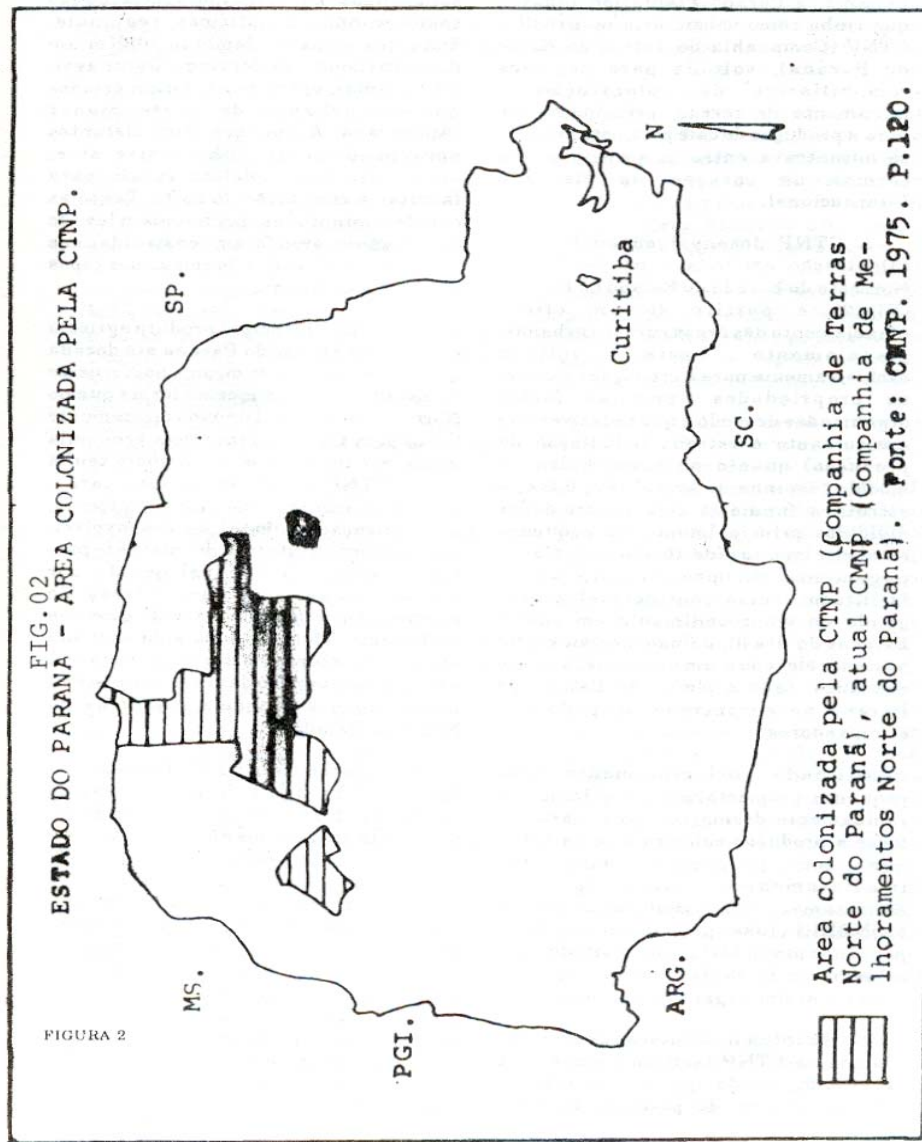 FIG.02
ESTADO DO PARANÁ - ÁREA COLONIZADA PELA CTNP.
MS.
SP.
PGI.
N
N
Curitiba
ARG.
SC.
Area colonizada pela CTNP (Companhia de Terras
Norte do Paraná), atual CMNP (Companhia de Me-
lhoramentos Norte do Paraná). Fonte: CMNP. 1975. P.120.
FIGURA 2